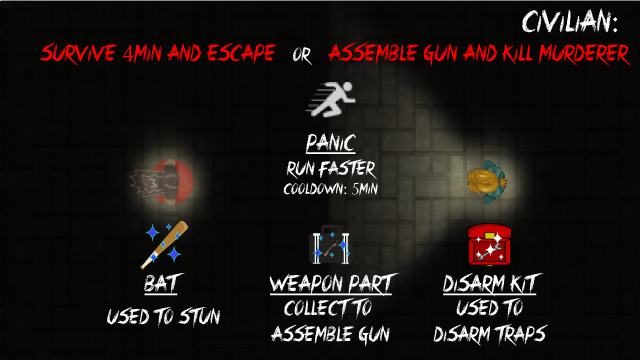 CIVILIAN:
SURVIVE 4MIN AND ESCAPE OR ASSEMBLE GUN AND KILL MURDERER
PANIC
RUN FASTER
COOLDOWN: 5MIN
BAT
USED TO STUN
WEAPON PART
COLLECT TO
ASSEMBLE GUN
DISARM KIT
USED TO
DISARM TRAPS